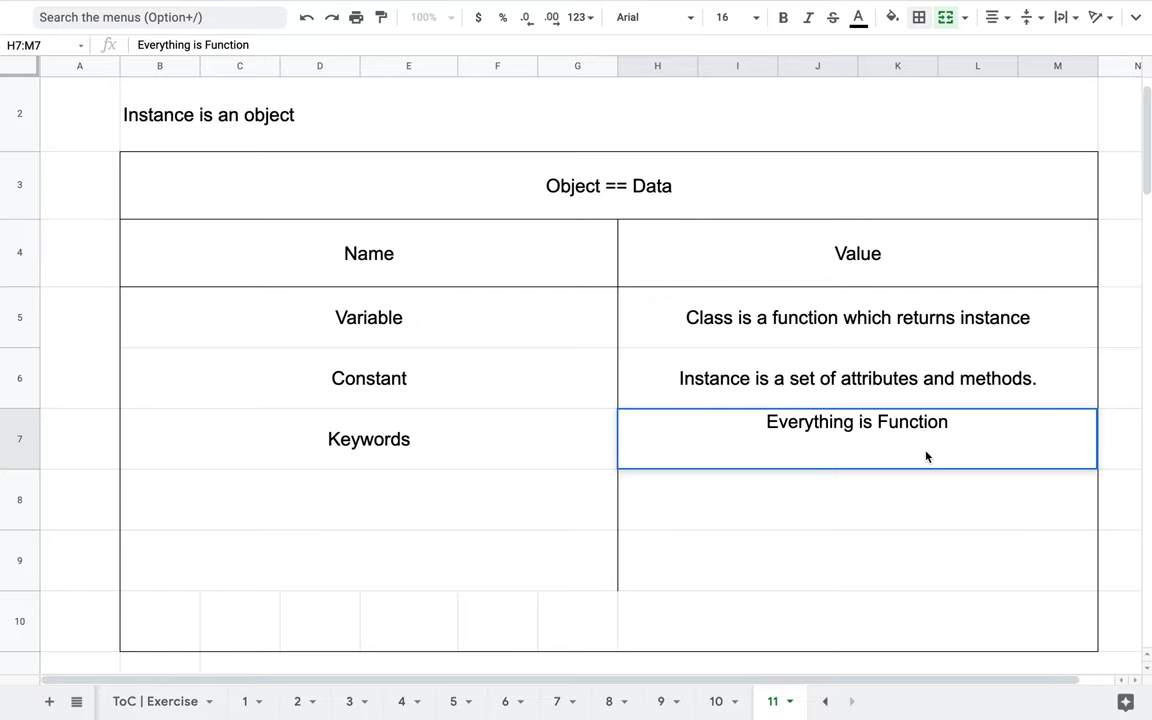 Search the menus (Option+/)
100%
$ % .0 .00 123
Arial
16
B I S A
H7:M7
fx
Everything is Function
A B C D E F G H I J K L M N
2
Instance is an object
3
Object == Data
4
Name
Value
5
Variable
Class is a function which returns instance
6
Constant
Instance is a set of attributes and methods.
7
Keywords
Everything is Function
8
9
10
+ ToC | Exercise 1 2 3 4 5 6 7 8 9 10 11